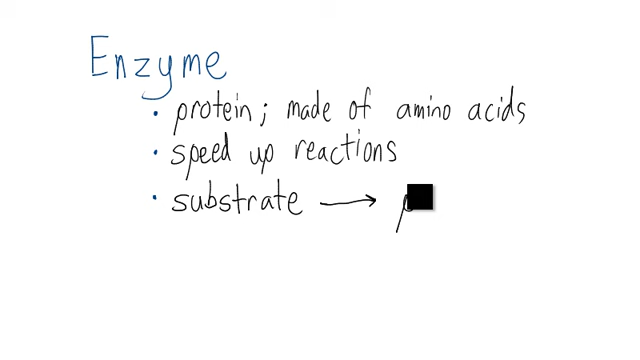 Enzyme
• protein; made of amino acids
• speed up reactions
• substrate → p